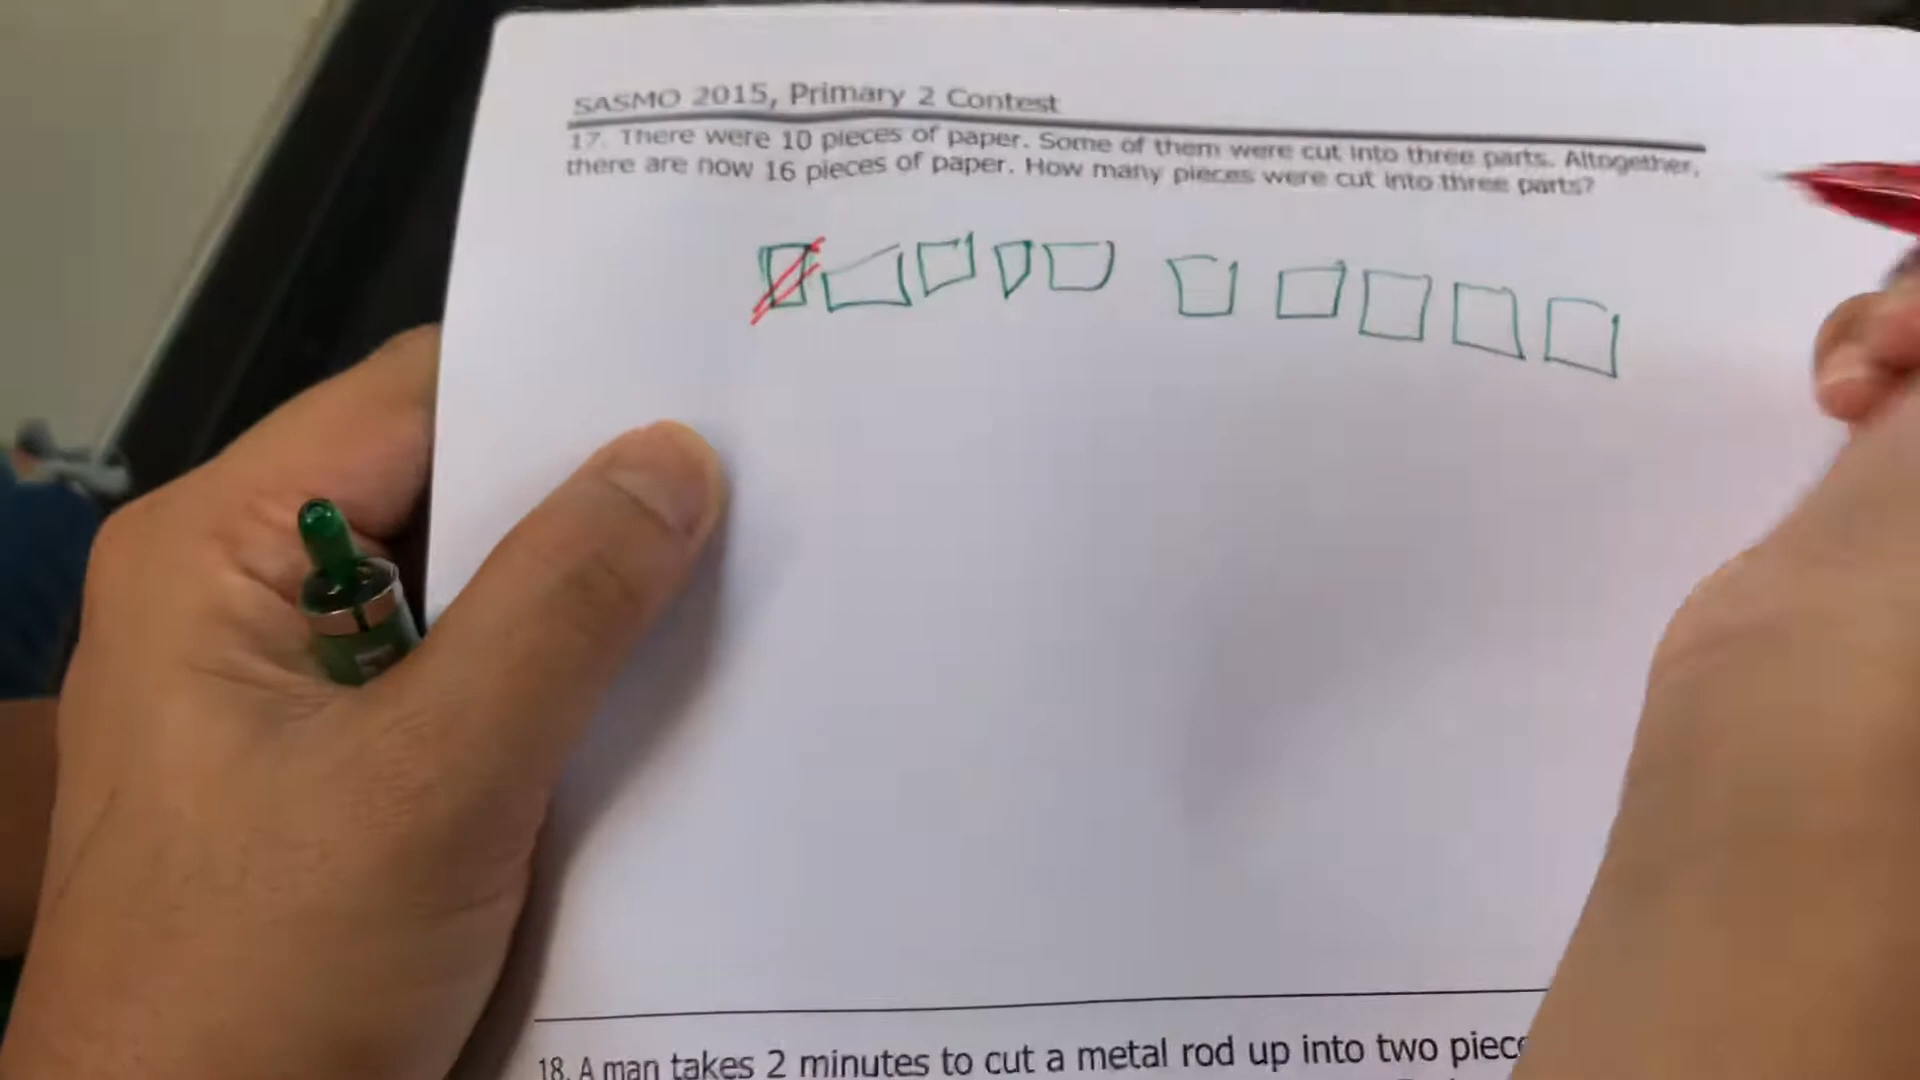 SASMO 2015, Primary 2 Contest
17. There were 10 pieces of paper. Some of them were cut into three parts. Altogether,
there are now 16 pieces of paper. How many pieces were cut into three parts?
18. A man takes 2 minutes to cut a metal rod up into two piec